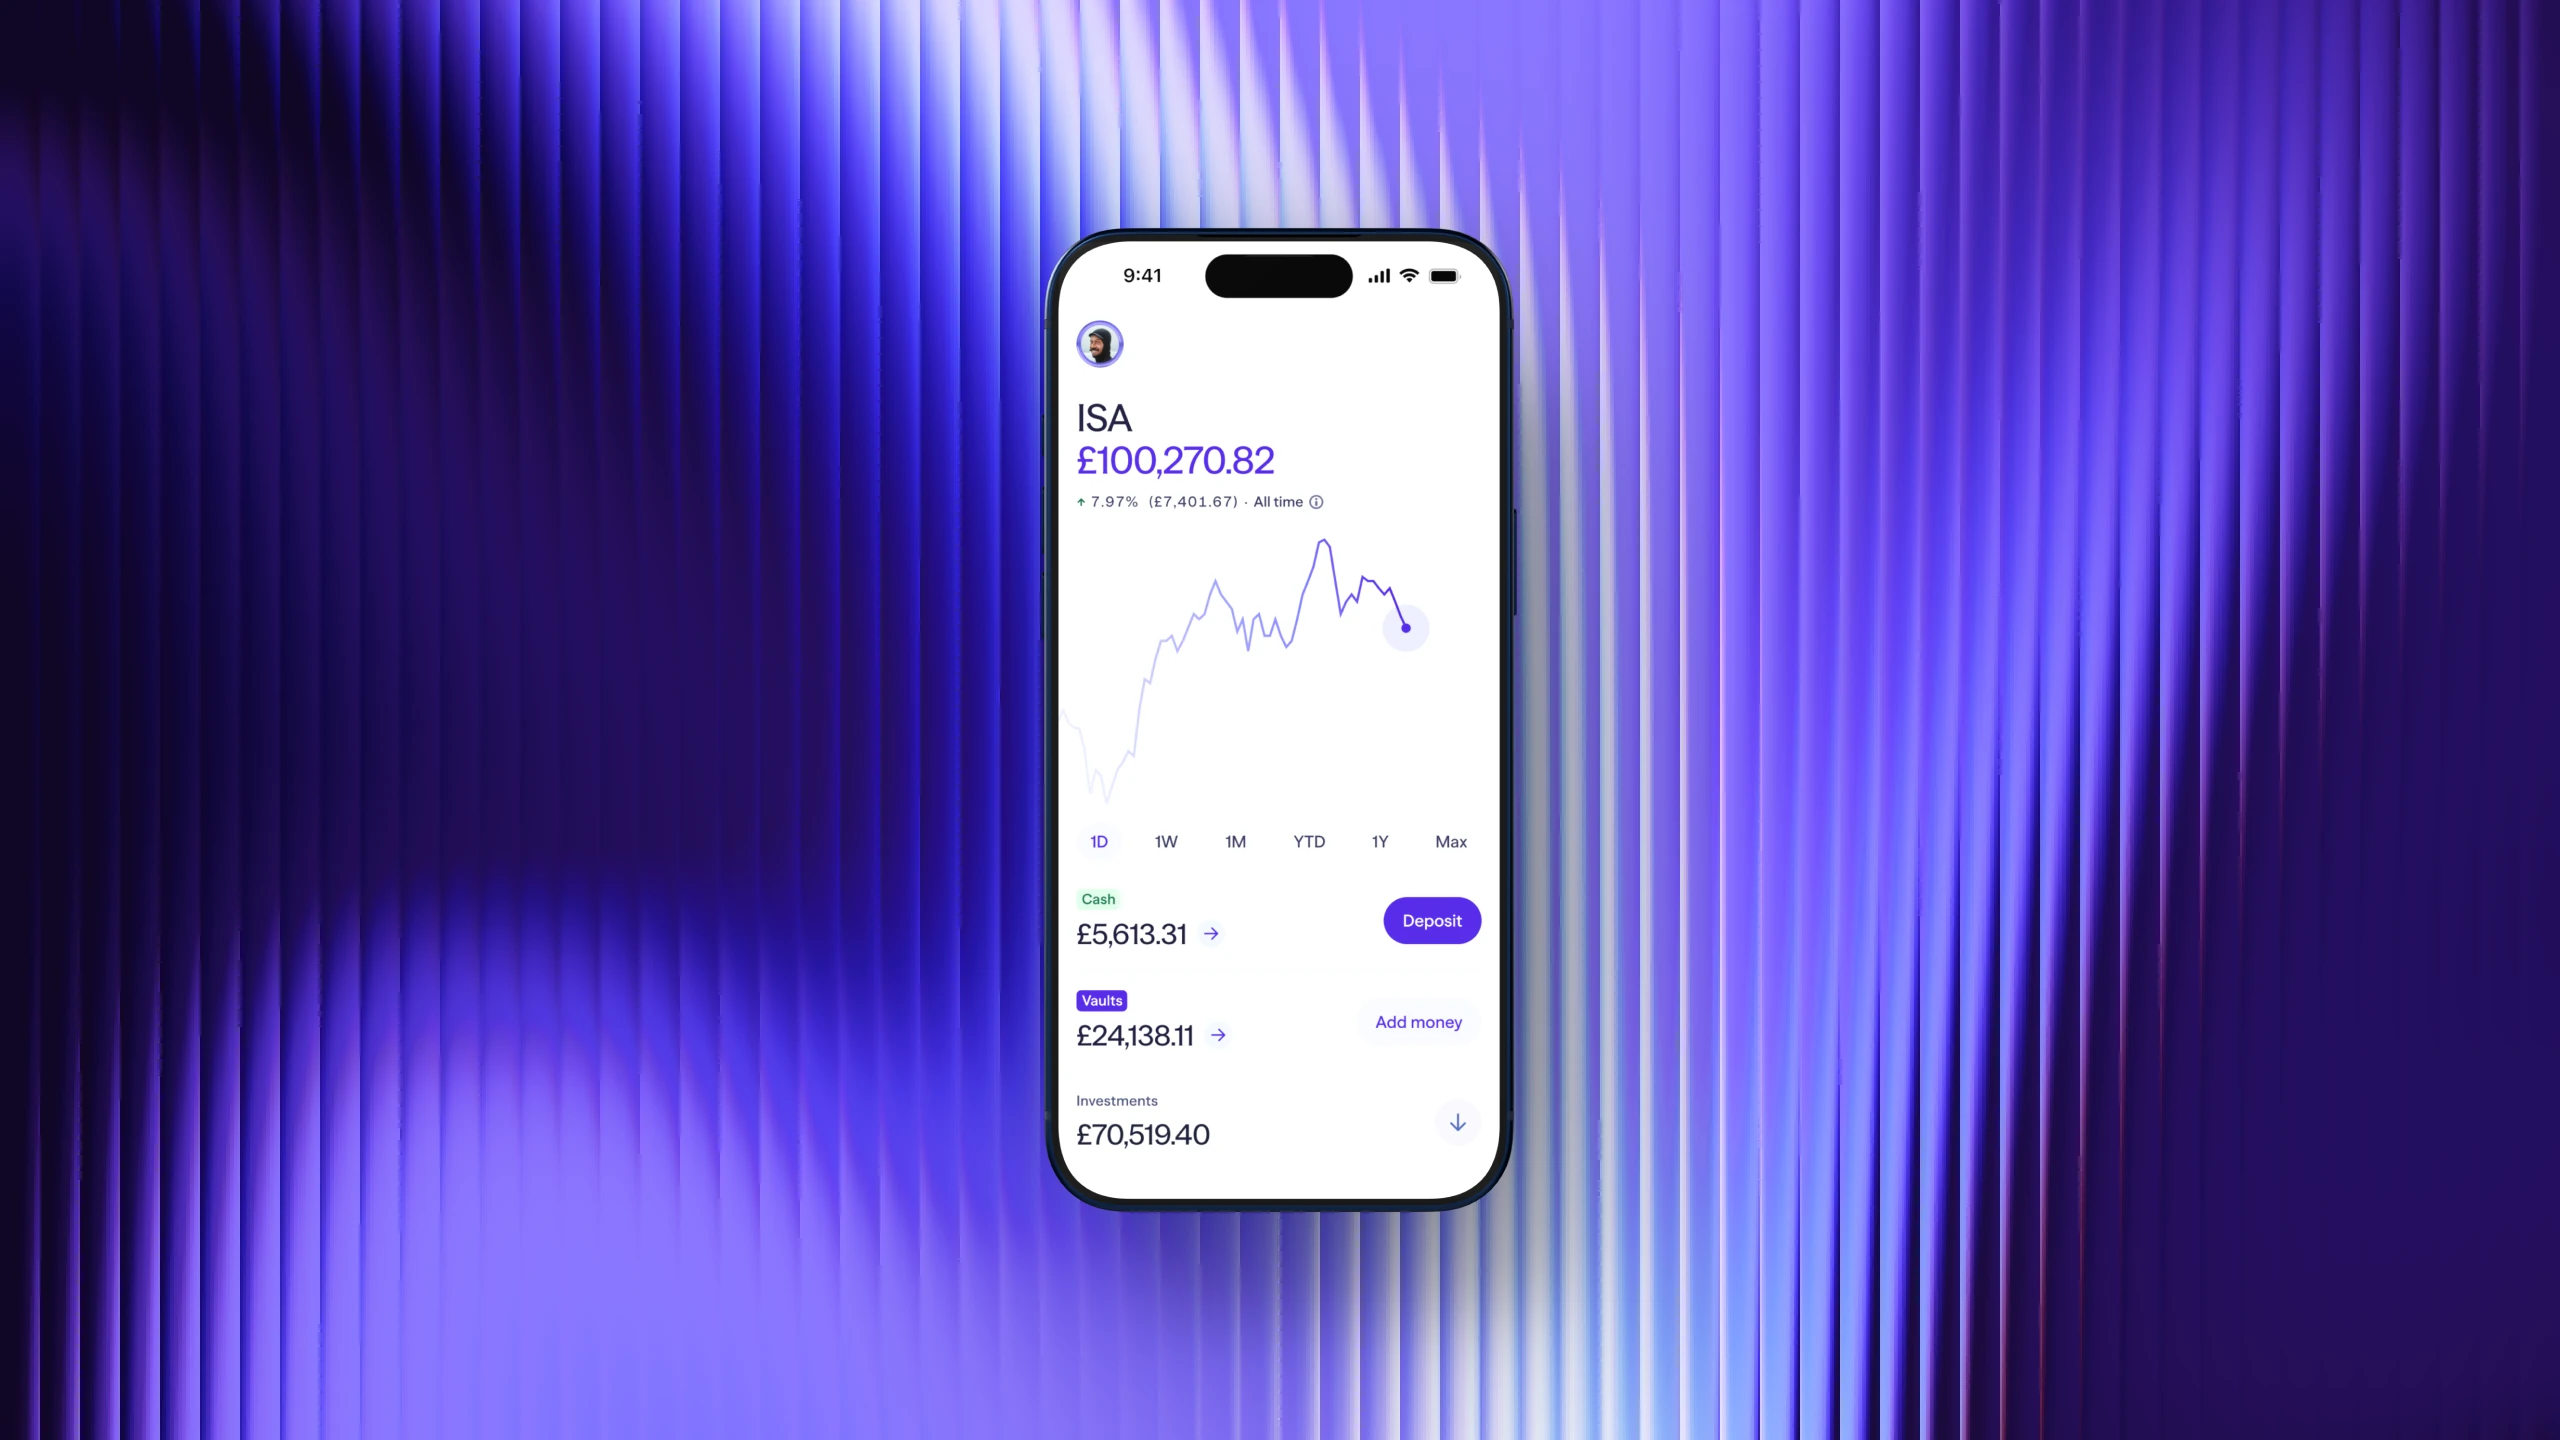 9:41
ISA
£100,270.82
↑ 7.97% (£7,401.67) · All time
1D 1W 1M YTD 1Y Max
Cash
£5,613.31 →
Deposit
Vaults
£24,138.11 →
Add money
Investments
£70,519.40